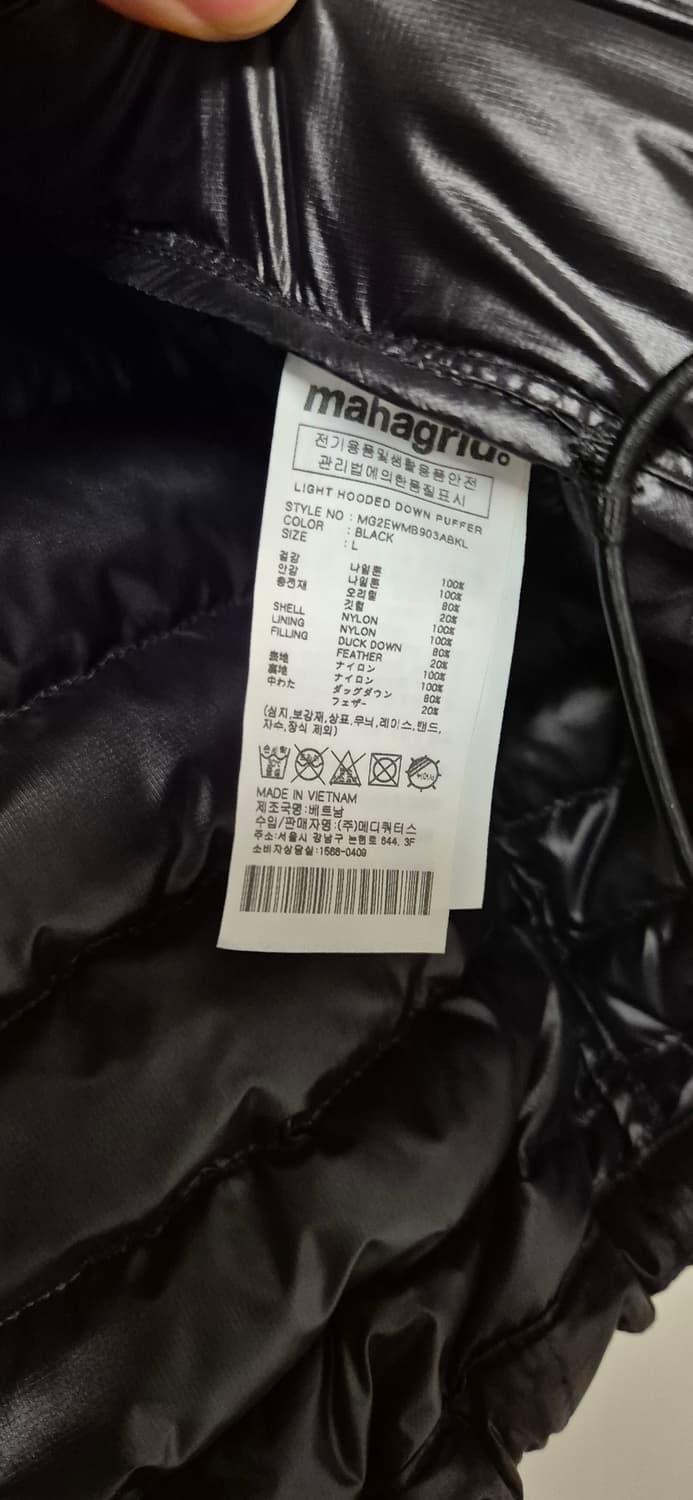 mahagrid
전기용품및생활용품안전
관리법에의한품질표시
LIGHT HOODED DOWN PUFFER
STYLE NO : MG2EWMB903ABKL
COLOR : BLACK
SIZE : L
겉감 나일론 100%
안감 나일론 100%
충전재 오리털 80%
깃털 20%
SHELL NYLON 100%
LINING NYLON 100%
FILLING DUCK DOWN 80%
FEATHER 20%
表地 ナイロン 100%
裏地 ナイロン 100%
中わた ダックダウン 80%
フェザー 20%
(심지,보강재,상표,무늬,레이스,밴드,
자수,장식 제외)
MADE IN VIETNAM
제조국명:베트남
수입/판매자명:(주)메디쿼터스
주소:서울시 강남구 논현로 644, 3F
소비자상담실:1566-0409